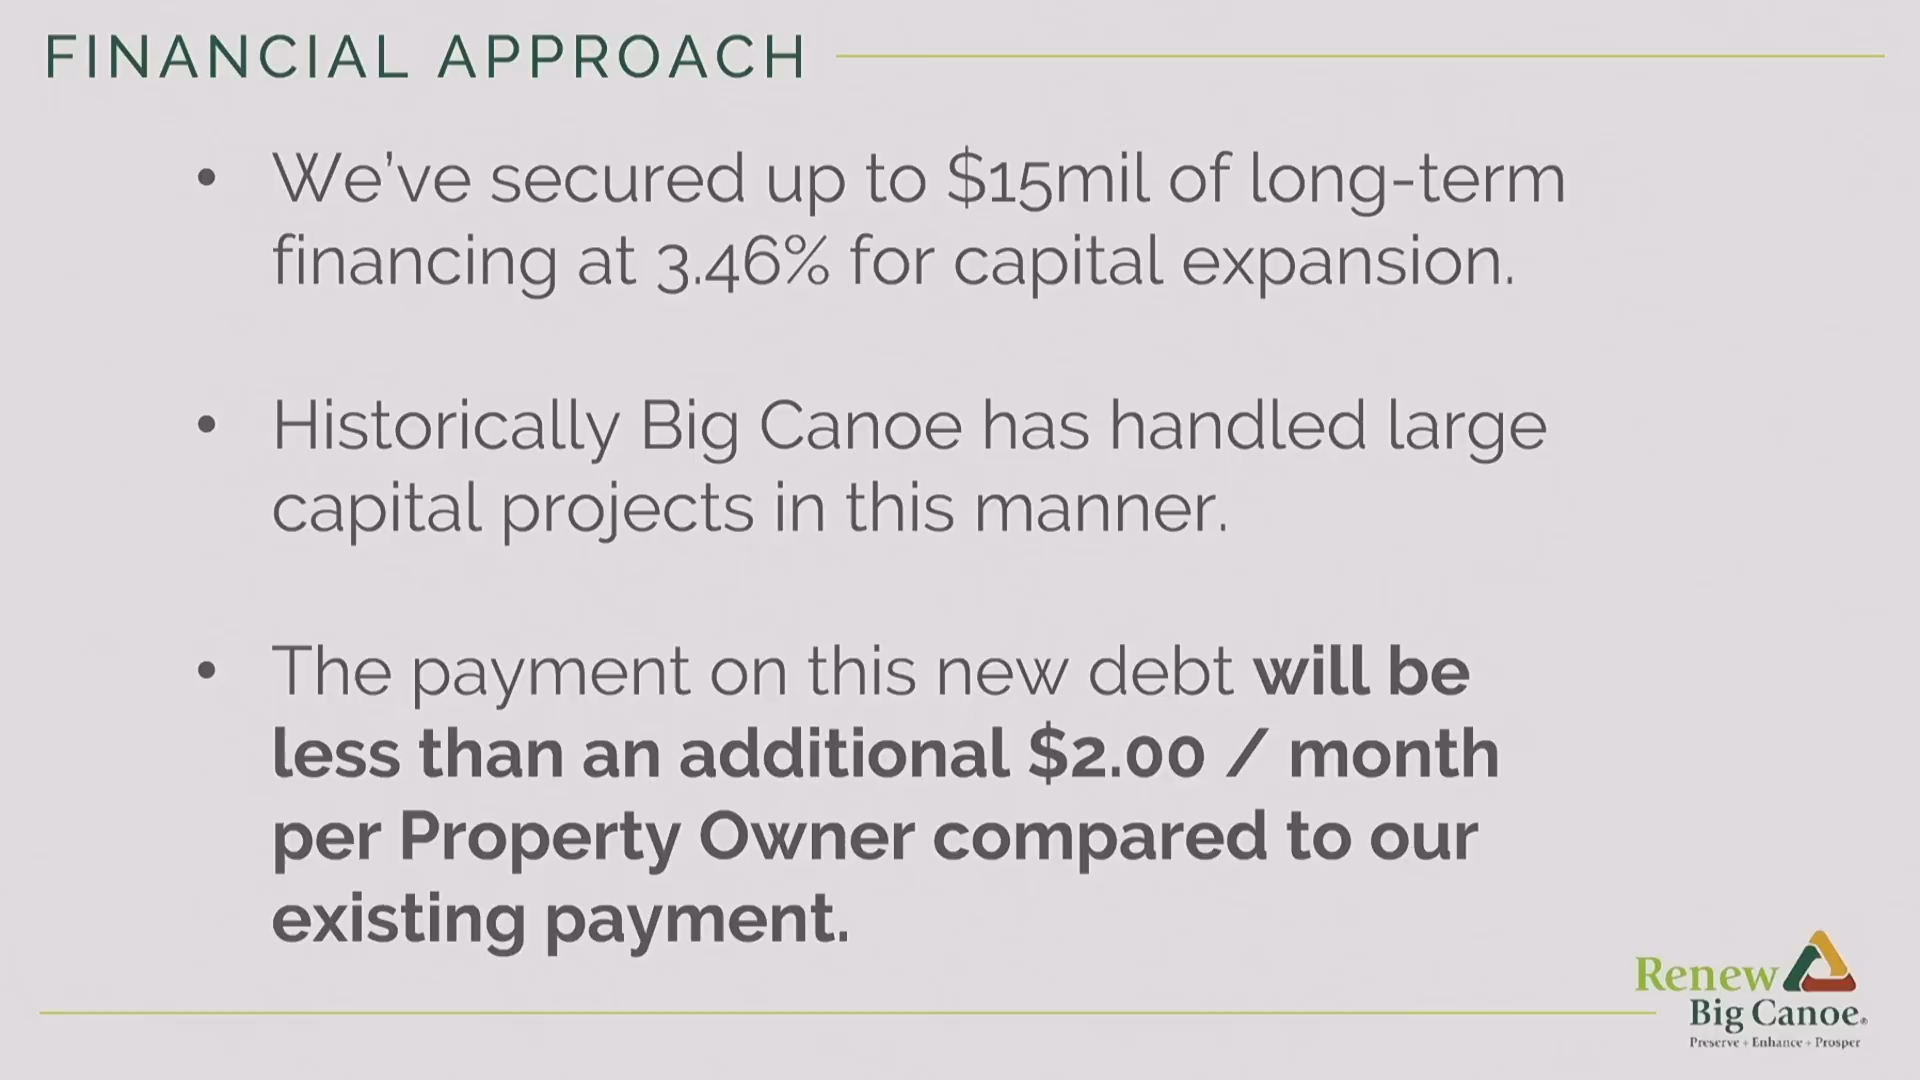 FINANCIAL APPROACH
• We've secured up to $15mil of long-term
financing at 3.46% for capital expansion.
• Historically Big Canoe has handled large
capital projects in this manner.
• The payment on this new debt will be
less than an additional $2.00 / month
per Property Owner compared to our
existing payment.
Renew
Big Canoe®
Preserve + Enhance + Prosper